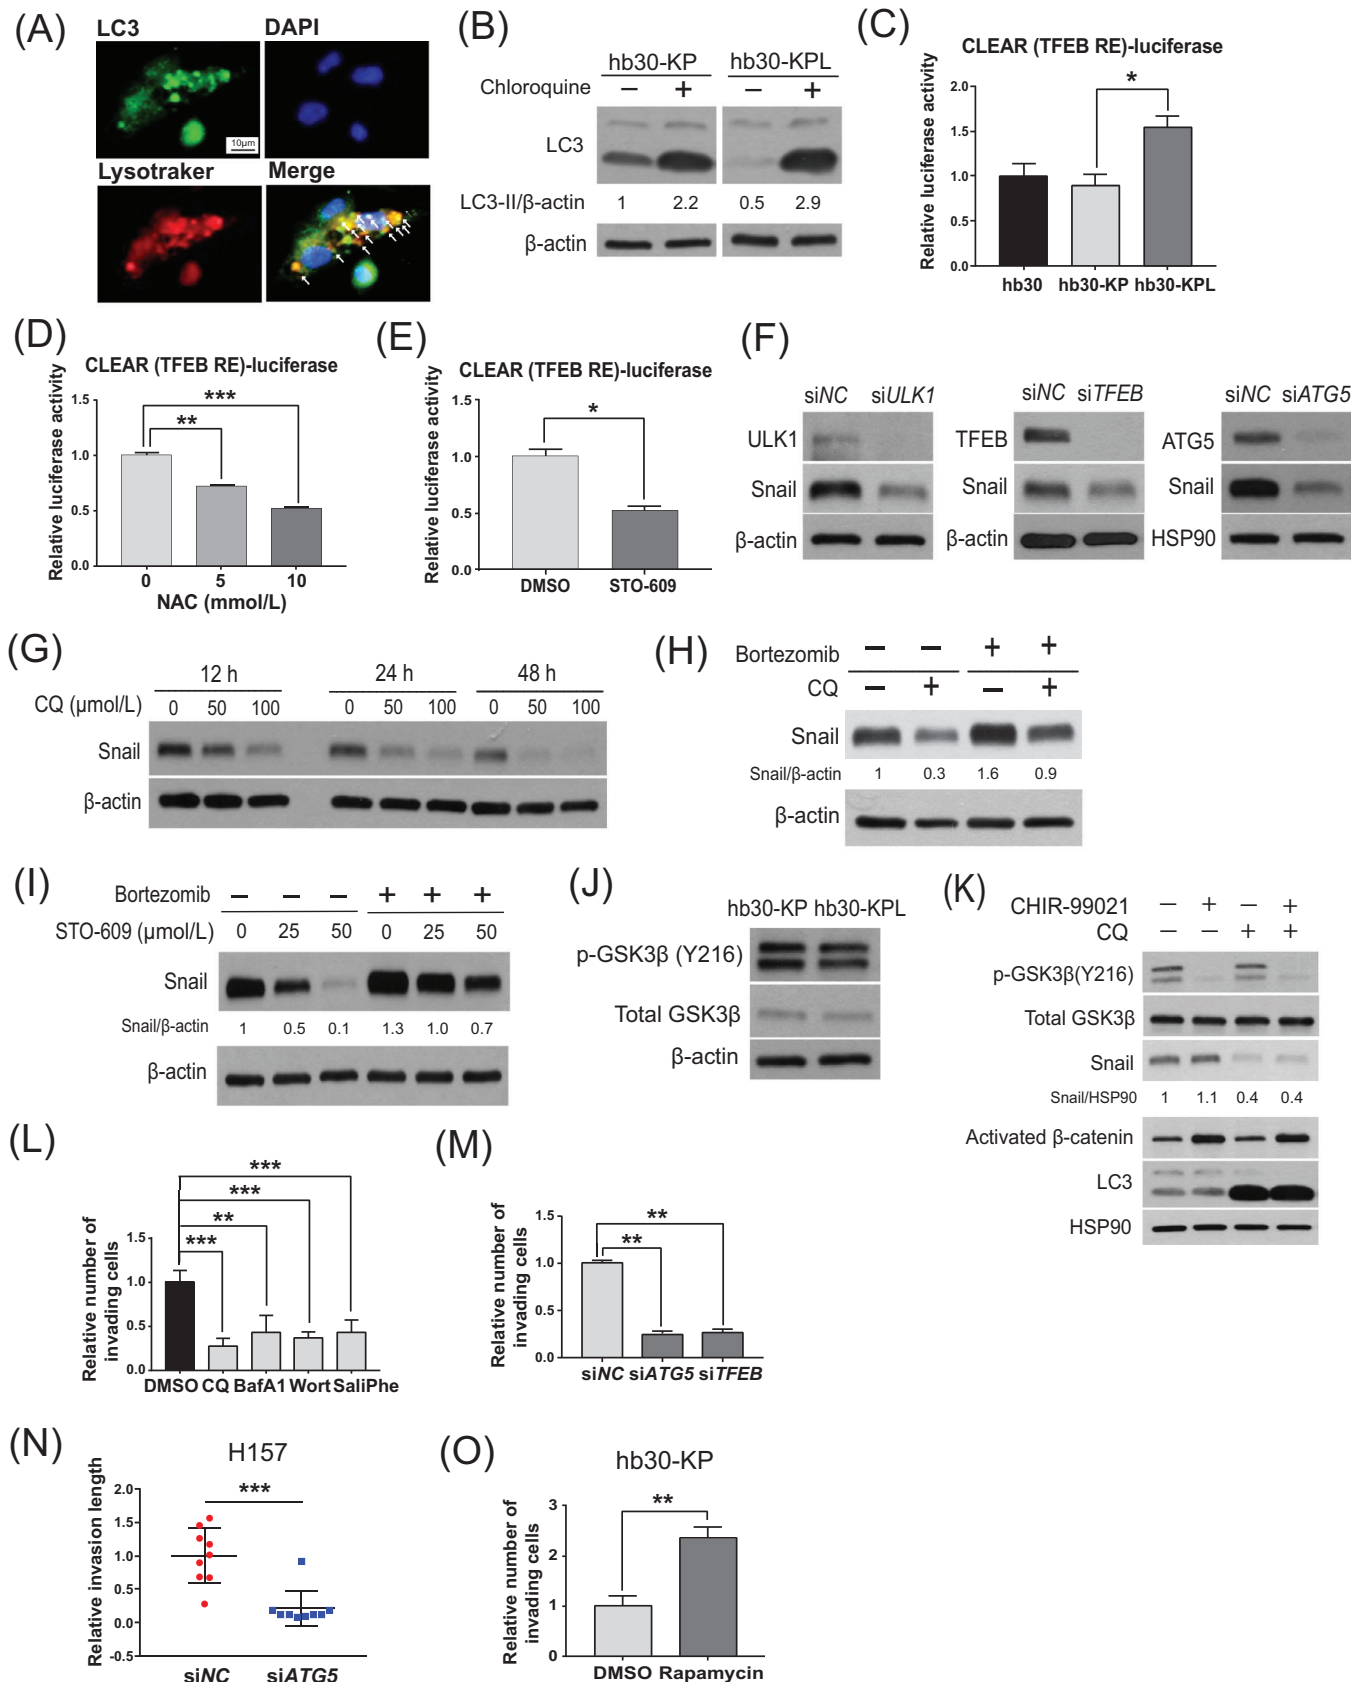 (A)
LC3 DAPI
10μm
Lysotraker Merge
(B)
hb30-KP hb30-KPL
Chloroquine − + − +
LC3
LC3-II/β-actin 1 2.2 0.5 2.9
β-actin
(C)
CLEAR (TFEB RE)-luciferase
Relative luciferase activity
2.0
1.5
1.0
0.5
0.0
*
hb30 hb30-KP hb30-KPL
(D)
CLEAR (TFEB RE)-luciferase
Relative luciferase activity
1.5
1.0
0.5
0.0
***
**
0 5 10
NAC (mmol/L)
(E)
CLEAR (TFEB RE)-luciferase
Relative luciferase activity
1.5
1.0
0.5
0.0
*
DMSO STO-609
(F)
siNC siULK1
ULK1
Snail
β-actin
siNC siTFEB
TFEB
Snail
β-actin
siNC siATG5
ATG5
Snail
HSP90
(G)
12 h 24 h 48 h
CQ (μmol/L) 0 50 100 0 50 100 0 50 100
Snail
β-actin
(H)
Bortezomib − − + +
CQ − + − +
Snail
Snail/β-actin 1 0.3 1.6 0.9
β-actin
(I)
Bortezomib − − − + + +
STO-609 (μmol/L) 0 25 50 0 25 50
Snail
Snail/β-actin 1 0.5 0.1 1.3 1.0 0.7
β-actin
(J)
hb30-KP hb30-KPL
p-GSK3β (Y216)
Total GSK3β
β-actin
(K)
CHIR-99021 − + − +
CQ − − + +
p-GSK3β(Y216)
Total GSK3β
Snail
Snail/HSP90 1 1.1 0.4 0.4
Activated β-catenin
LC3
HSP90
(L)
Relative number of
invading cells
1.5
1.0
0.5
0.0
***
***
**
***
DMSO CQ BafA1 Wort SaliPhe
(M)
Relative number of
invading cells
1.5
1.0
0.5
0.0
**
**
siNC siATG5 siTFEB
(N)
H157
Relative invasion length
2.0
1.5
1.0
0.5
0.0
-0.5
***
siNC siATG5
(O)
hb30-KP
Relative number of
invading cells
3
2
1
0
**
DMSO Rapamycin